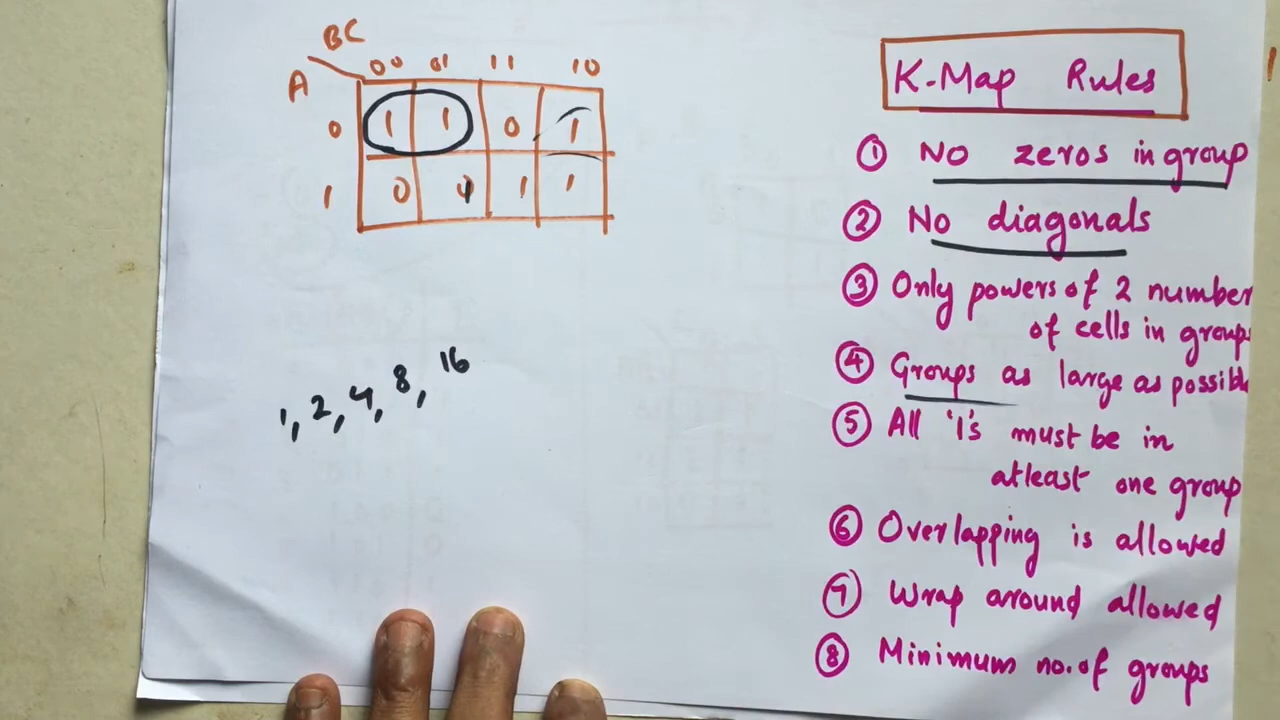 BC
A 00 01 11 10
0 1 1 0 1
1 0 1 1
1, 2, 4, 8, 16
K-Map Rules
① No zeros in group
② No diagonals
③ Only powers of 2 number
of cells in groups
④ Groups as large as possible
⑤ All '1's must be in
atleast one group
⑥ Overlapping is allowed
⑦ Wrap around allowed
⑧ Minimum no. of groups